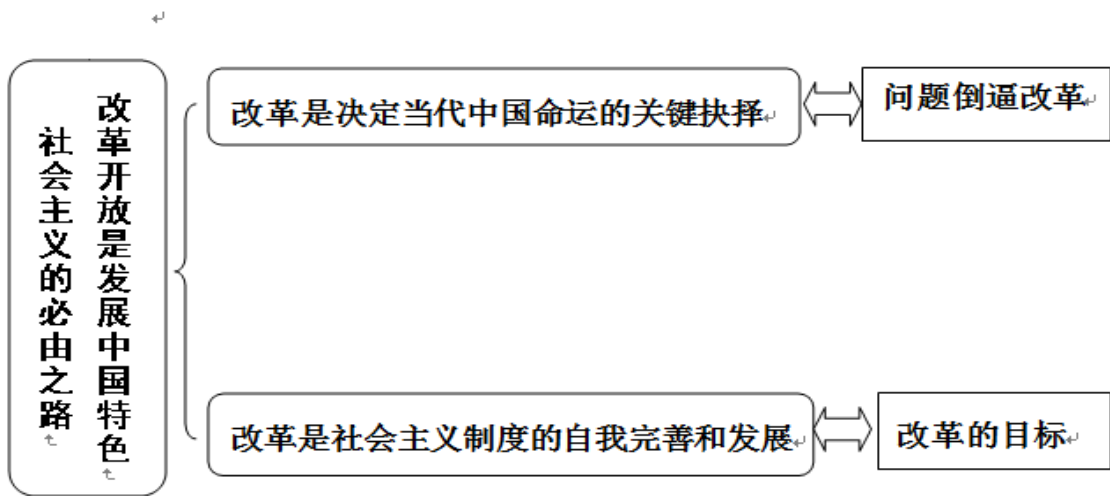 改革开放是发展中国特色
社会主义的必由之路
改革是决定当代中国命运的关键抉择
问题倒逼改革
改革是社会主义制度的自我完善和发展
改革的目标